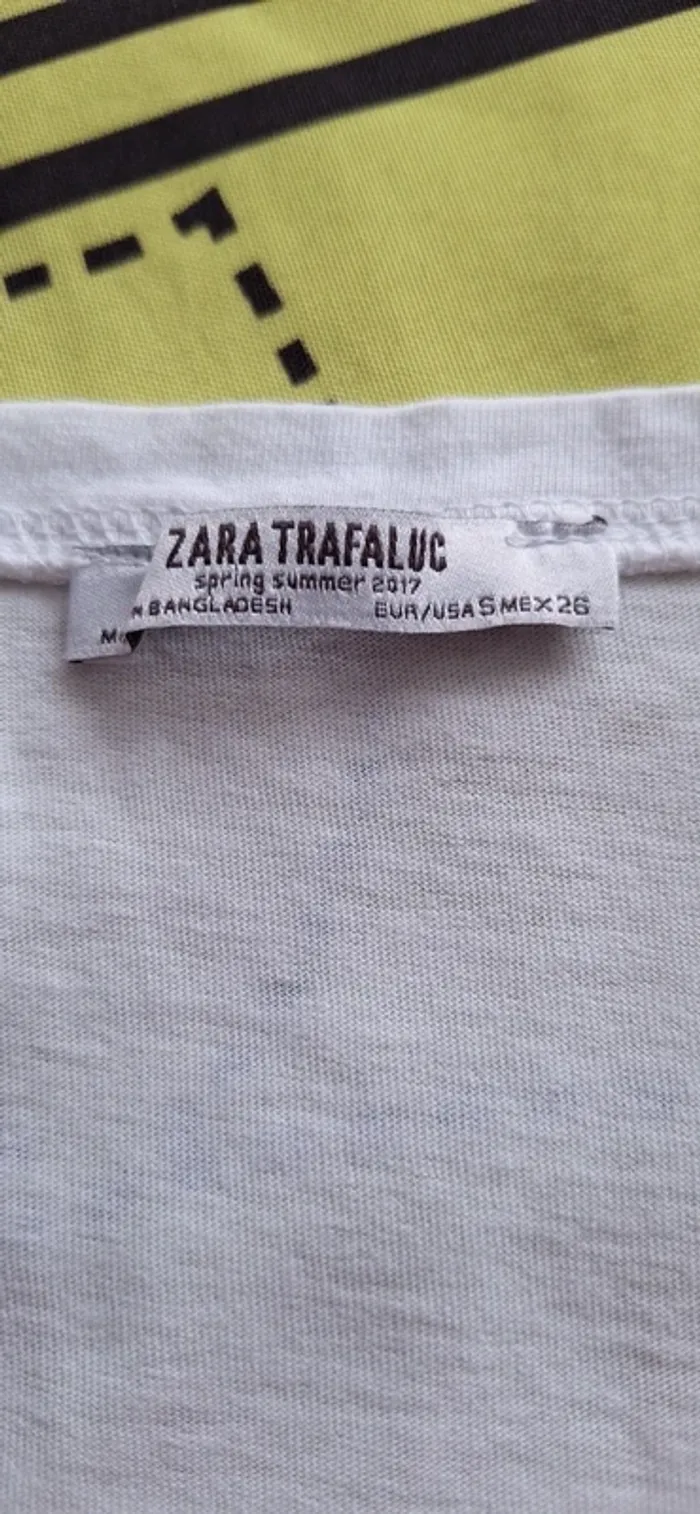 ZARA TRAFALUC
spring summer 2017
BANGLADESH EUR/USA S MEX 26